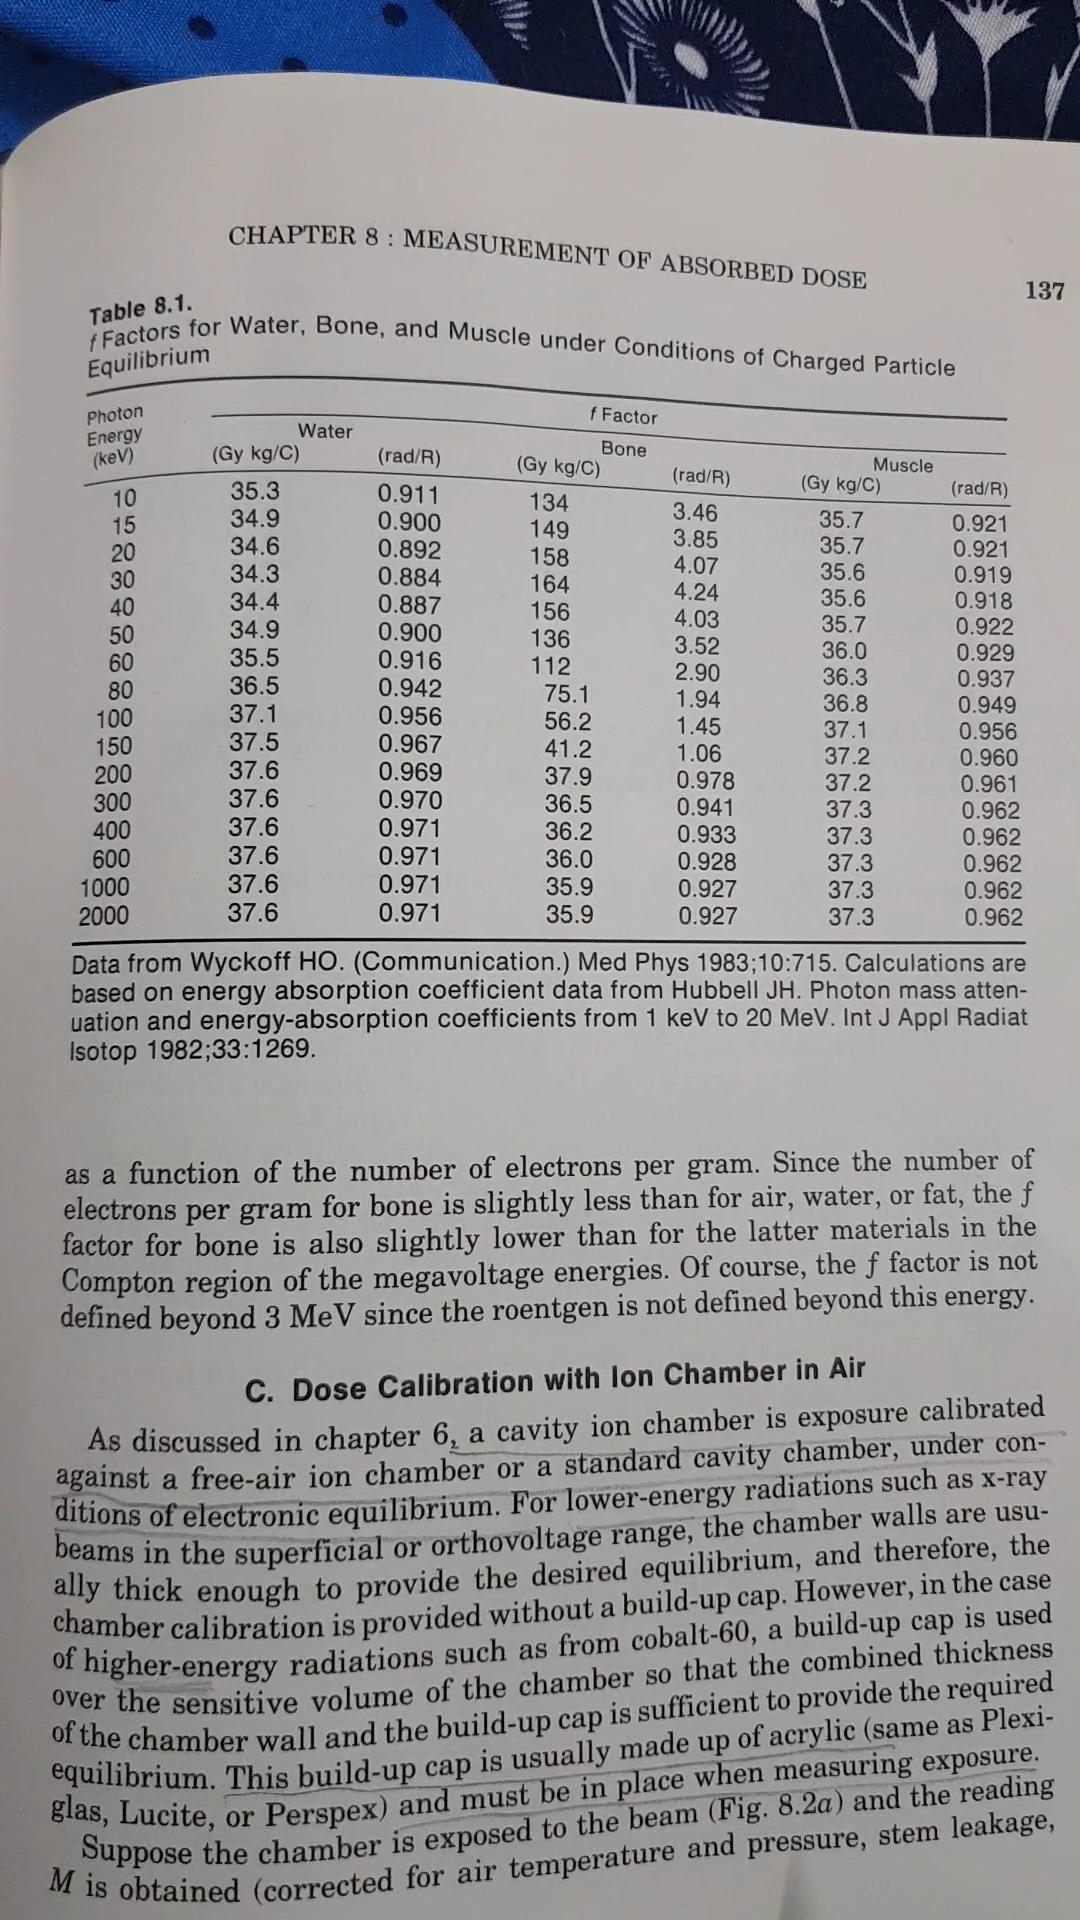 CHAPTER 8 : MEASUREMENT OF ABSORBED DOSE 137
Table 8.1.
f Factors for Water, Bone, and Muscle under Conditions of Charged Particle
Equilibrium
Photon Energy (keV) f Factor
Water Bone Muscle
(Gy kg/C) (rad/R) (Gy kg/C) (rad/R) (Gy kg/C) (rad/R)
10 35.3 0.911 134 3.46 35.7 0.921
15 34.9 0.900 149 3.85 35.7 0.921
20 34.6 0.892 158 4.07 35.6 0.919
30 34.3 0.884 164 4.24 35.6 0.918
40 34.4 0.887 156 4.03 35.7 0.922
50 34.9 0.900 136 3.52 36.0 0.929
60 35.5 0.916 112 2.90 36.3 0.937
80 36.5 0.942 75.1 1.94 36.8 0.949
100 37.1 0.956 56.2 1.45 37.1 0.956
150 37.5 0.967 41.2 1.06 37.2 0.960
200 37.6 0.969 37.9 0.978 37.2 0.961
300 37.6 0.970 36.5 0.941 37.3 0.962
400 37.6 0.971 36.2 0.933 37.3 0.962
600 37.6 0.971 36.0 0.928 37.3 0.962
1000 37.6 0.971 35.9 0.927 37.3 0.962
2000 37.6 0.971 35.9 0.927 37.3 0.962
Data from Wyckoff HO. (Communication.) Med Phys 1983;10:715. Calculations are
based on energy absorption coefficient data from Hubbell JH. Photon mass atten-
uation and energy-absorption coefficients from 1 keV to 20 MeV. Int J Appl Radiat
Isotop 1982;33:1269.
as a function of the number of electrons per gram. Since the number of
electrons per gram for bone is slightly less than for air, water, or fat, the f
factor for bone is also slightly lower than for the latter materials in the
Compton region of the megavoltage energies. Of course, the f factor is not
defined beyond 3 MeV since the roentgen is not defined beyond this energy.
C. Dose Calibration with Ion Chamber in Air
As discussed in chapter 6, a cavity ion chamber is exposure calibrated
against a free-air ion chamber or a standard cavity chamber, under con-
ditions of electronic equilibrium. For lower-energy radiations such as x-ray
beams in the superficial or orthovoltage range, the chamber walls are usu-
ally thick enough to provide the desired equilibrium, and therefore, the
chamber calibration is provided without a build-up cap. However, in the case
of higher-energy radiations such as from cobalt-60, a build-up cap is used
over the sensitive volume of the chamber so that the combined thickness
of the chamber wall and the build-up cap is sufficient to provide the required
equilibrium. This build-up cap is usually made up of acrylic (same as Plexi-
glas, Lucite, or Perspex) and must be in place when measuring exposure.
Suppose the chamber is exposed to the beam (Fig. 8.2a) and the reading
M is obtained (corrected for air temperature and pressure, stem leakage,